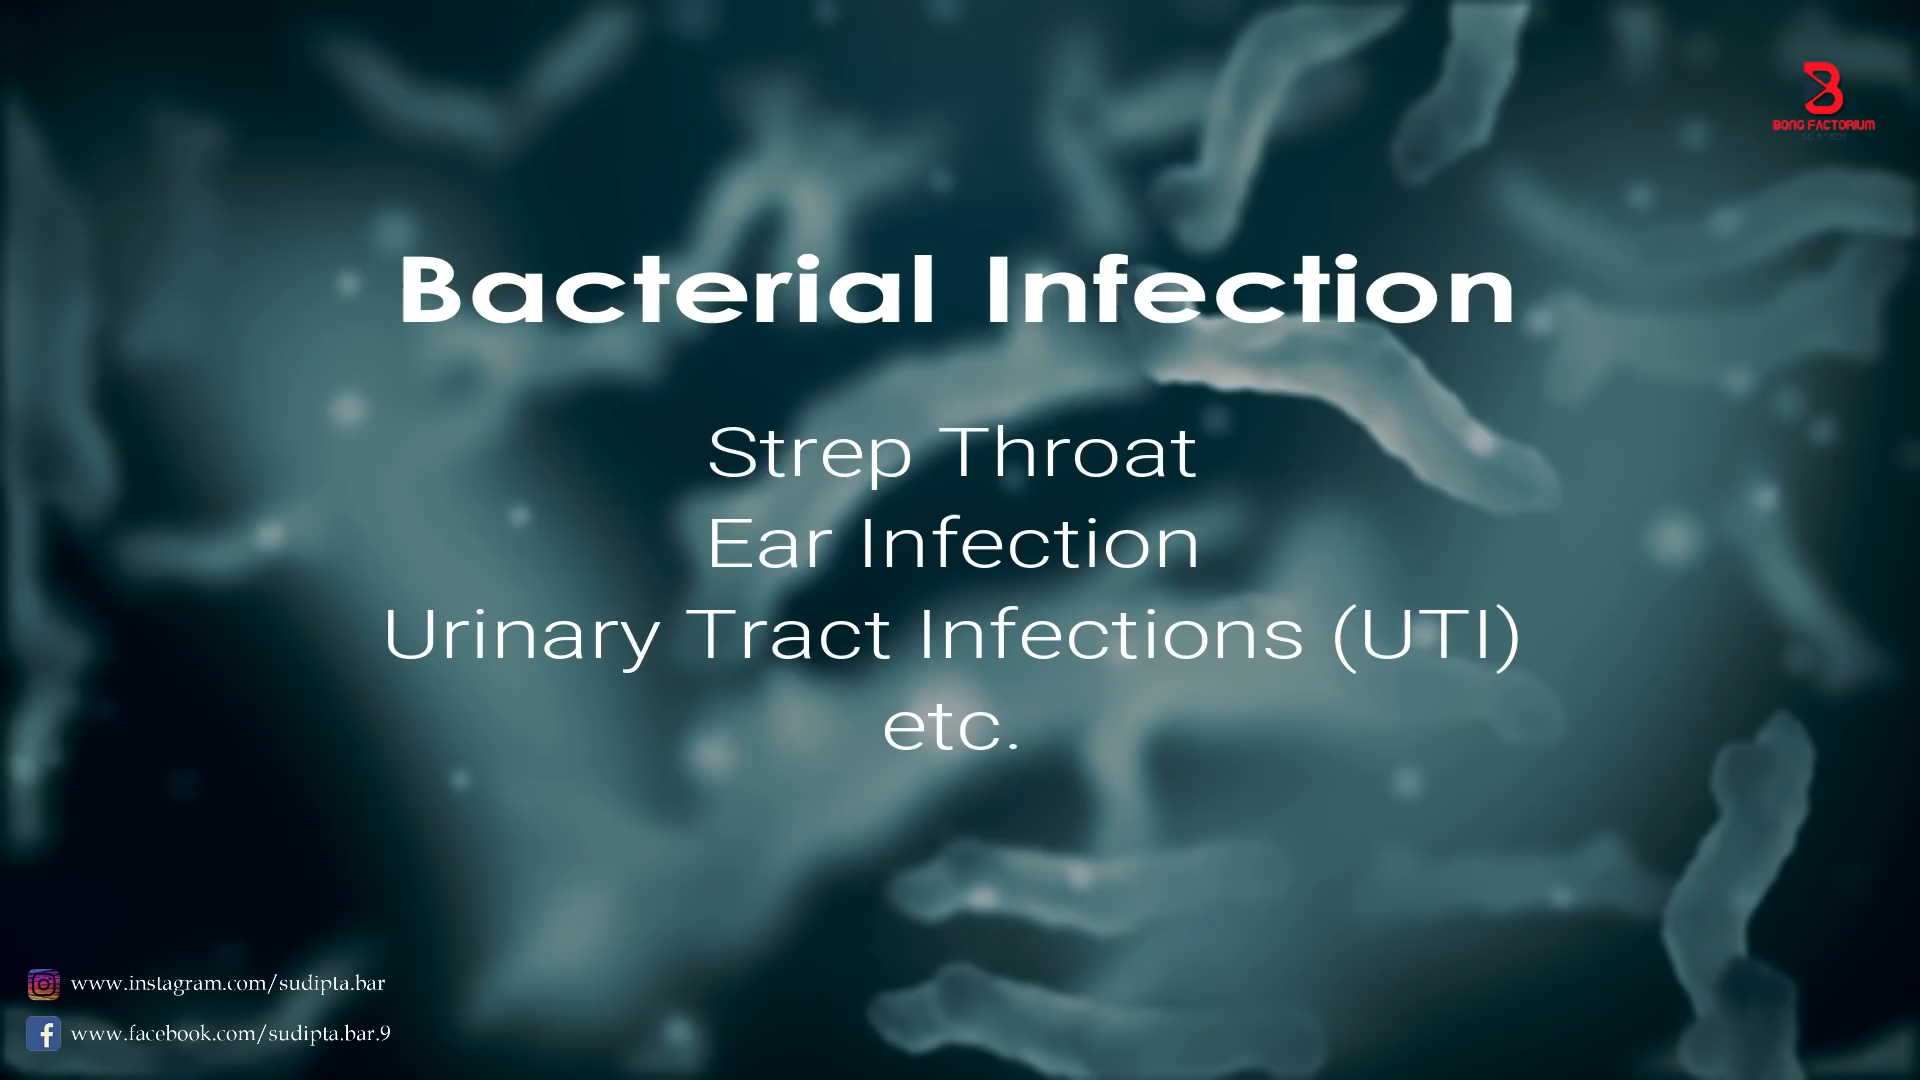 BONG FACTORIUM
Bacterial Infection
Strep Throat
Ear Infection
Urinary Tract Infections (UTI)
etc.
www.instagram.com/sudipta.bar
www.facebook.com/sudipta.bar.9